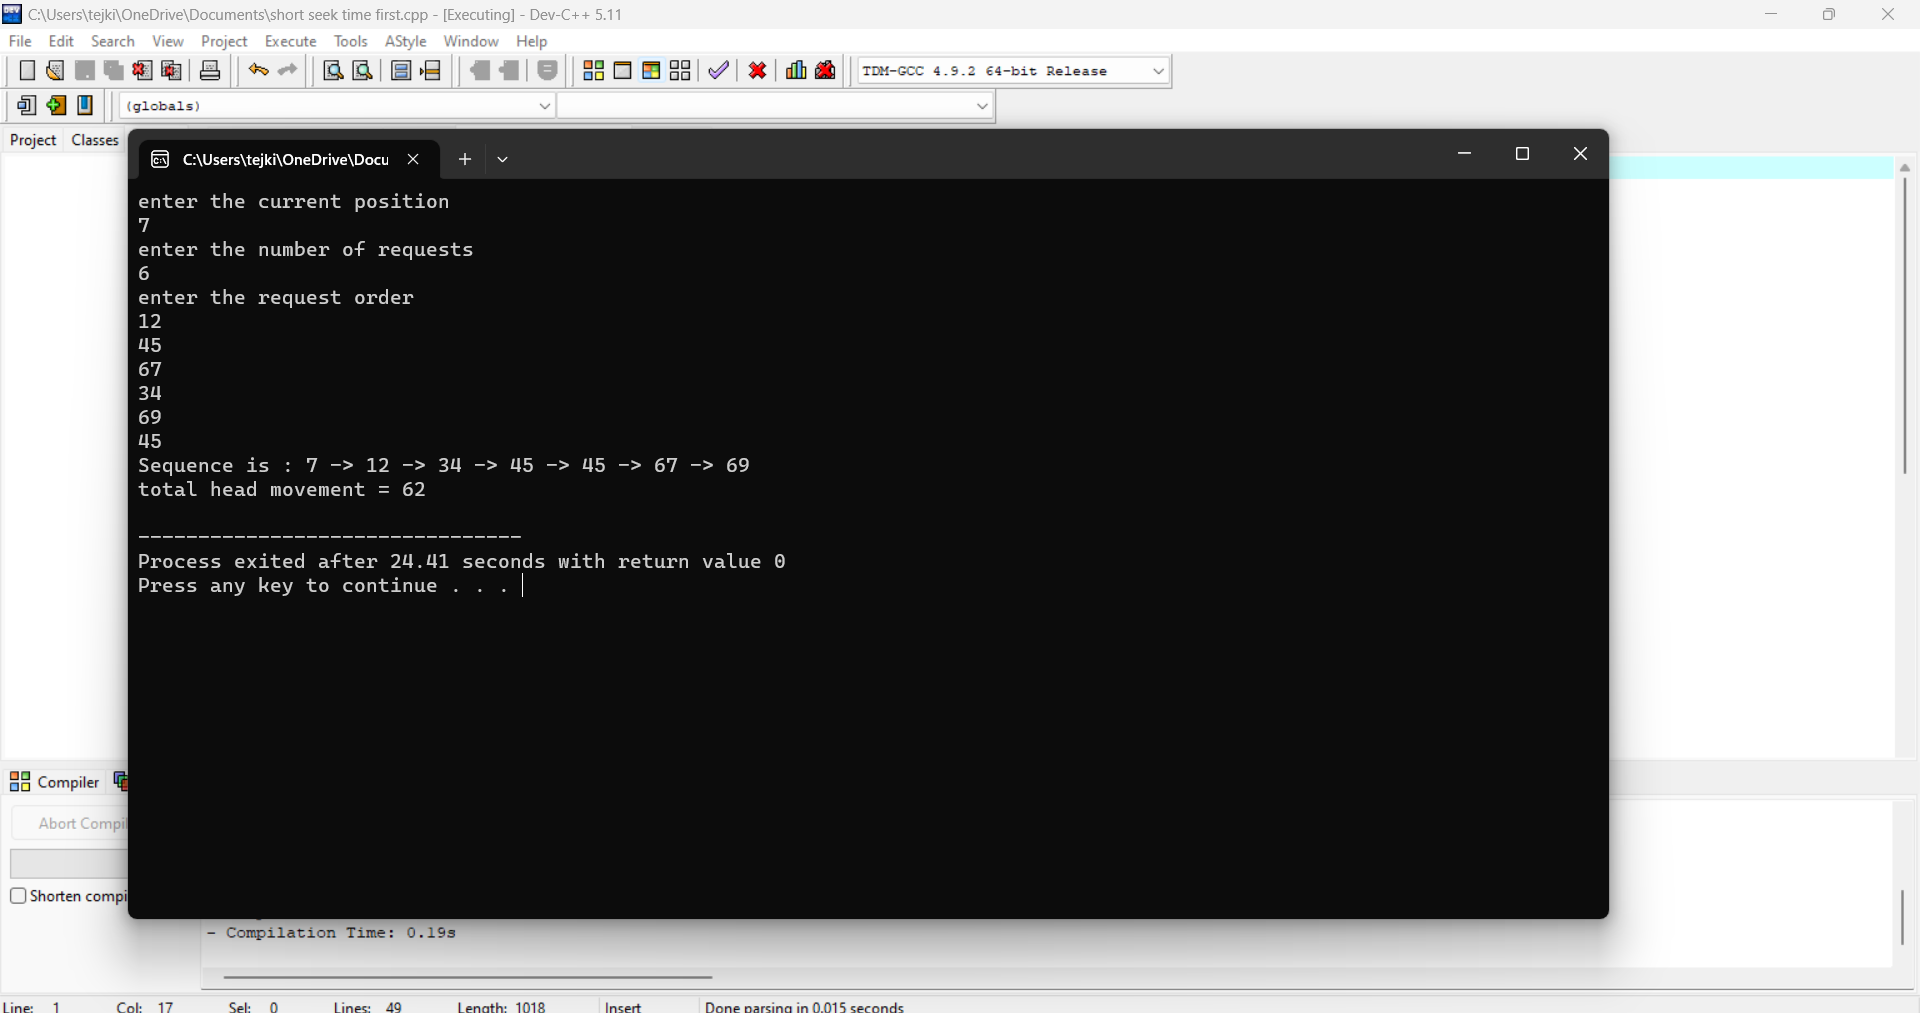 C:\Users\tejki\OneDrive\Documents\short seek time first.cpp - [Executing] - Dev-C++ 5.11
File Edit Search View Project Execute Tools AStyle Window Help
TDM-GCC 4.9.2 64-bit Release
(globals)
Project Classes
C:\Users\tejki\OneDrive\Docu
enter the current position
7
enter the number of requests
6
enter the request order
12
45
67
34
69
45
Sequence is : 7 -> 12 -> 34 -> 45 -> 45 -> 67 -> 69
total head movement = 62
--------------------------------
Process exited after 24.41 seconds with return value 0
Press any key to continue . . .
Compiler
Abort Compil
Shorten compi
- Compilation Time: 0.19s
Line: 1 Col: 17 Sel: 0 Lines: 49 Length: 1018 Insert Done parsing in 0.015 seconds